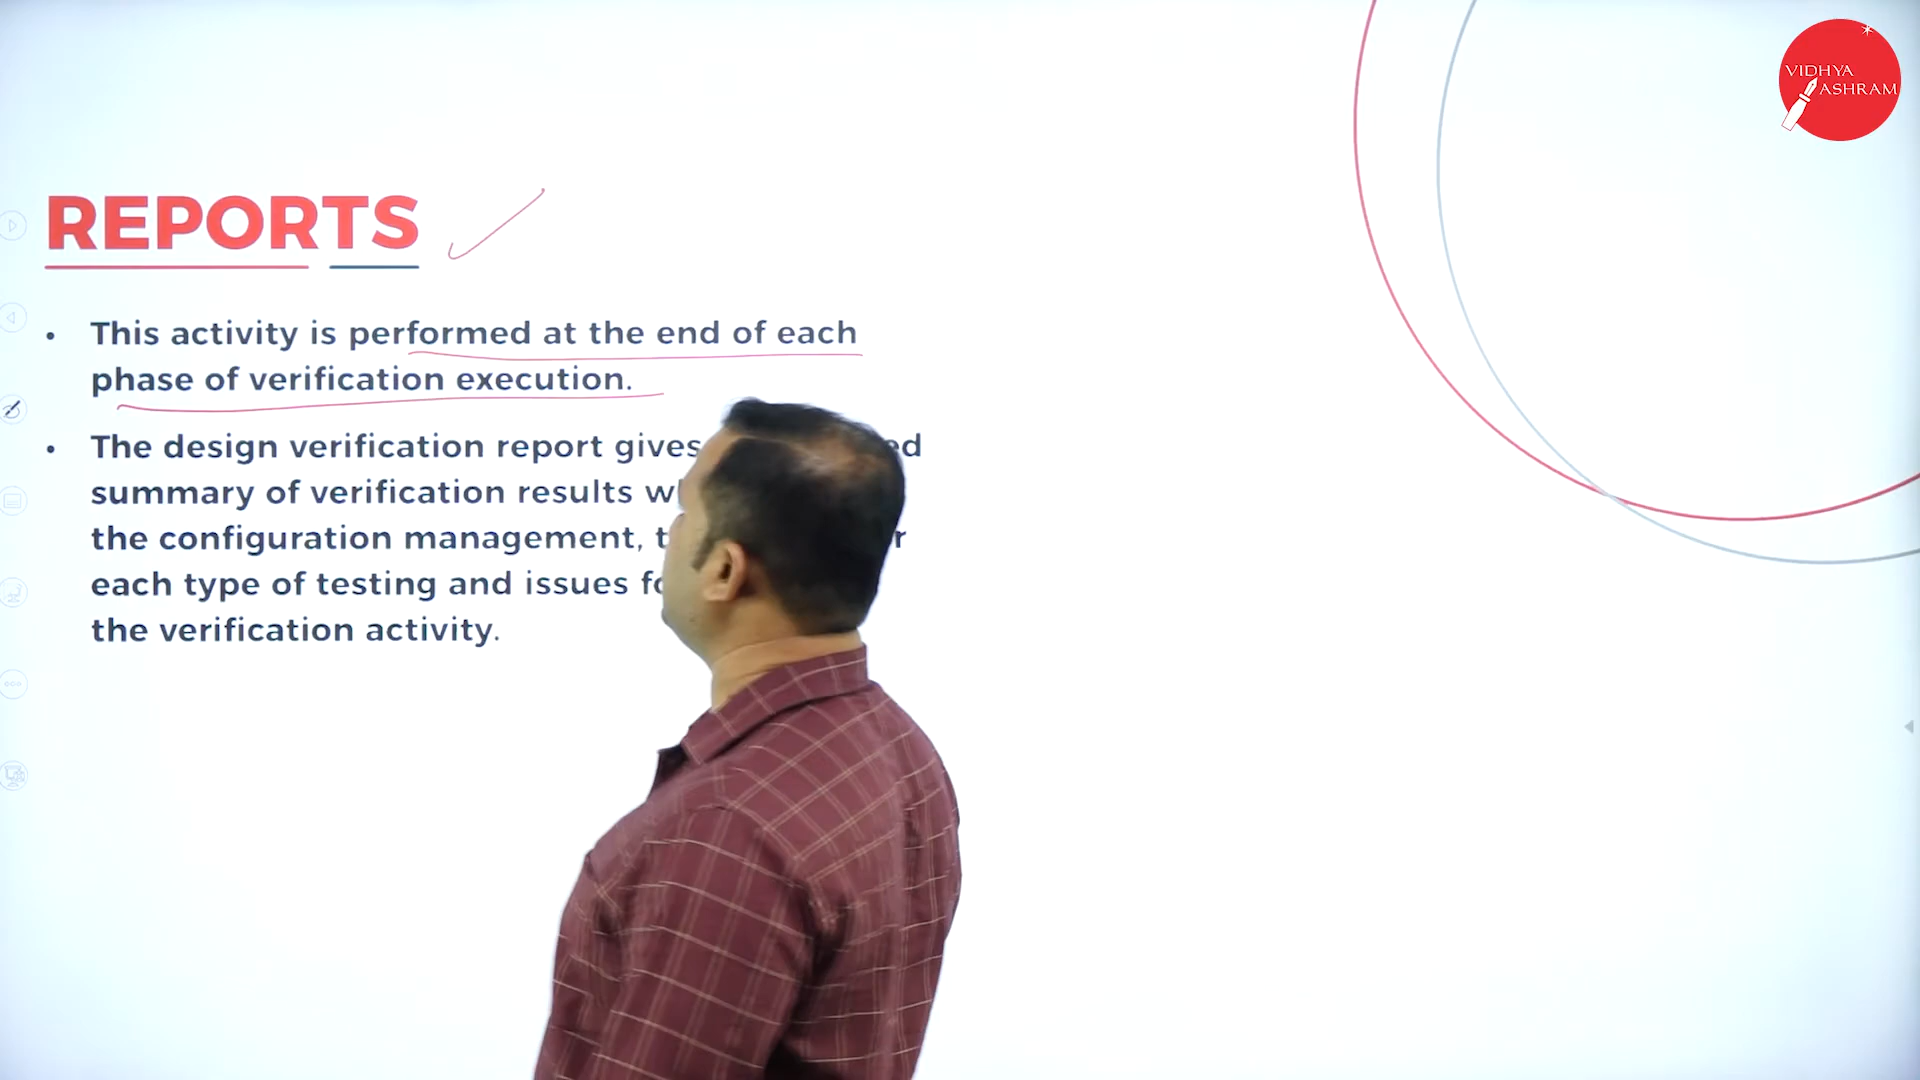 VIDHYA
ASHRAM
REPORTS
• This activity is performed at the end of each
phase of verification execution.
• The design verification report gives
summary of verification results
the configuration management,
each type of testing and issues
the verification activity.